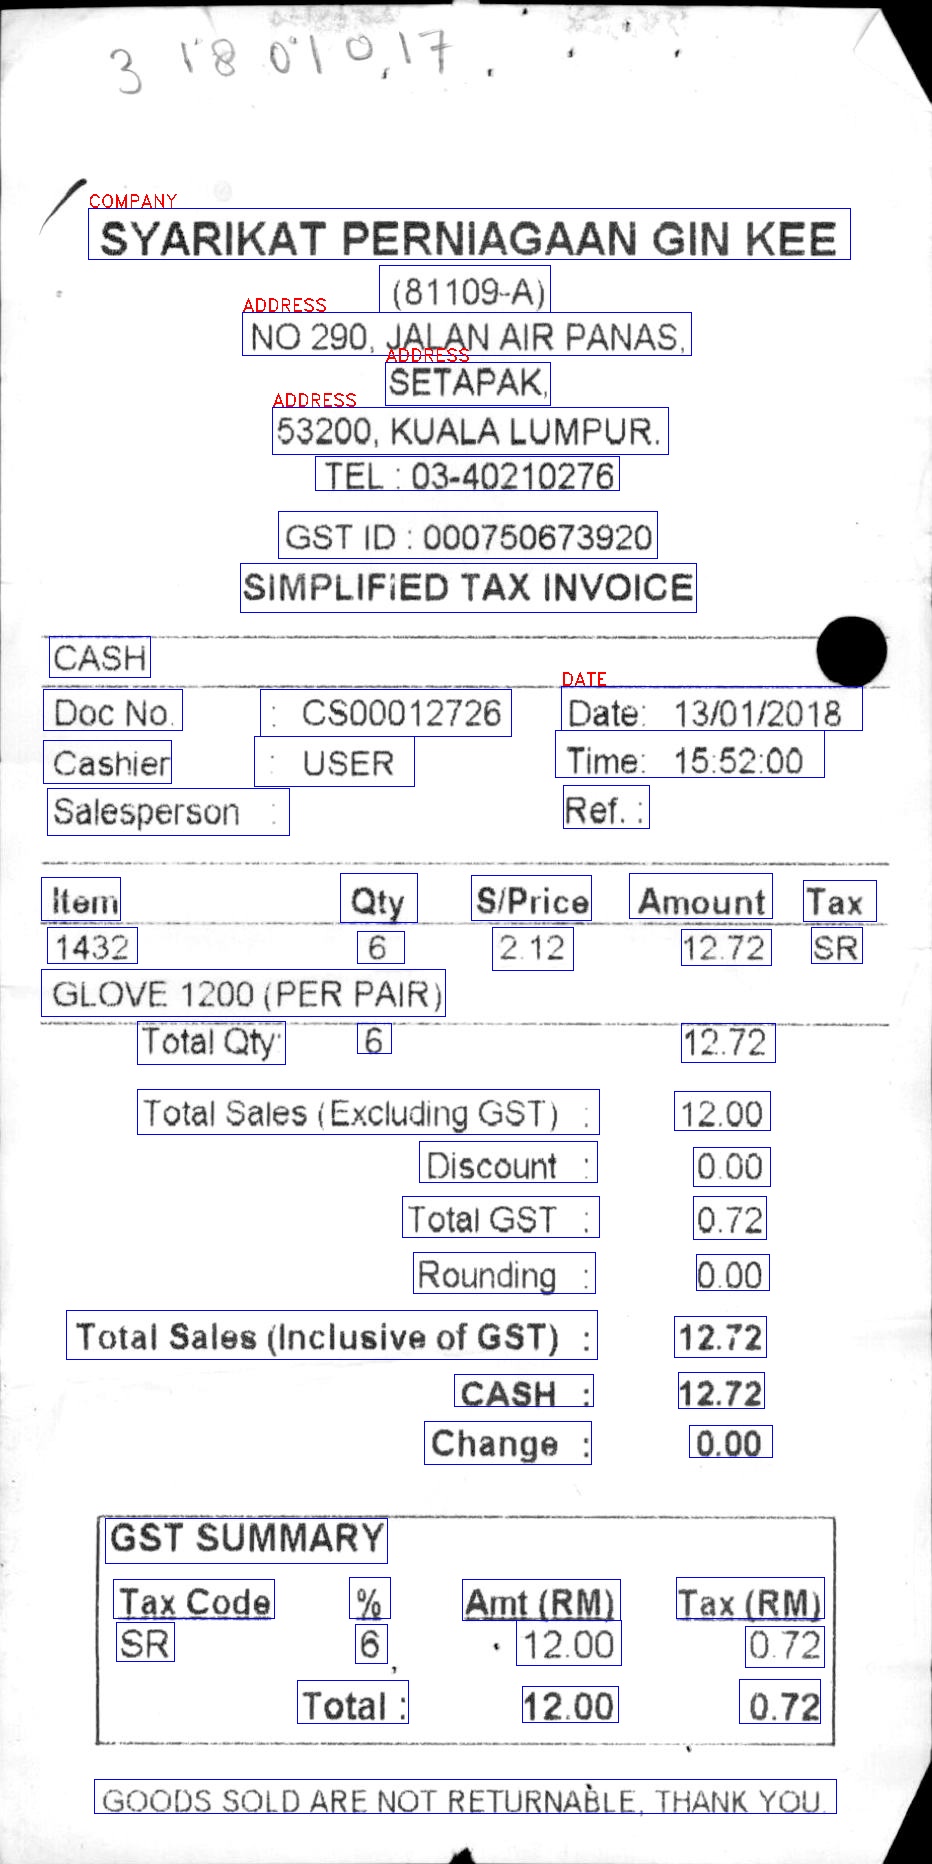 3 18010,17.
COMPANY
SYARIKAT PERNIAGAAN GIN KEE
(81109-A)
ADDRESS
NO 290, JALAN AIR PANAS,
ADDRESS
SETAPAK,
ADDRESS
53200, KUALA LUMPUR.
TEL : 03-40210276
GST ID : 000750673920
SIMPLIFIED TAX INVOICE
CASH
DATE
Doc No. : CS00012726 Date: 13/01/2018
Cashier : USER Time: 15:52:00
Salesperson : Ref. :
Item Qty S/Price Amount Tax
1432 6 2.12 12.72 SR
GLOVE 1200 (PER PAIR)
Total Qty: 6 12.72
Total Sales (Excluding GST) : 12.00
Discount : 0.00
Total GST : 0.72
Rounding : 0.00
Total Sales (Inclusive of GST) : 12.72
CASH : 12.72
Change : 0.00
GST SUMMARY
Tax Code % Amt (RM) Tax (RM)
SR 6 12.00 0.72
Total : 12.00 0.72
GOODS SOLD ARE NOT RETURNABLE, THANK YOU.